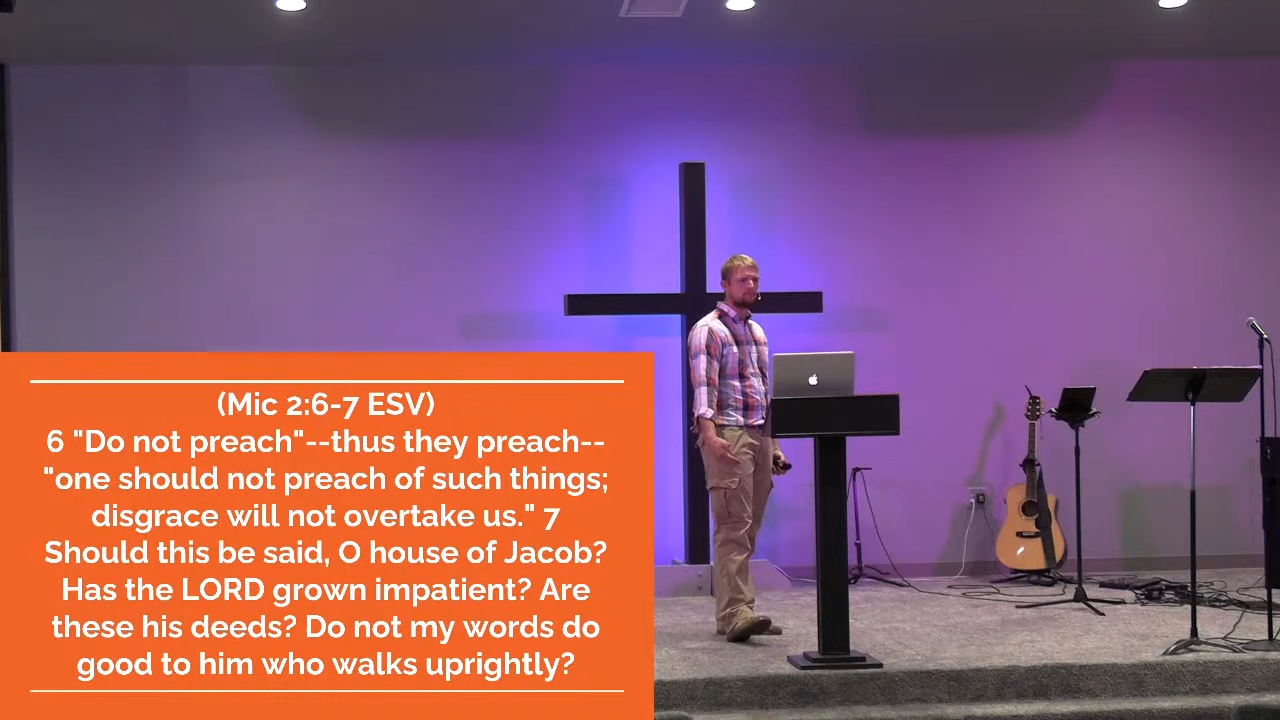 (Mic 2:6-7 ESV)
6 "Do not preach"--thus they preach--
"one should not preach of such things;
disgrace will not overtake us." 7
Should this be said, O house of Jacob?
Has the LORD grown impatient? Are
these his deeds? Do not my words do
good to him who walks uprightly?